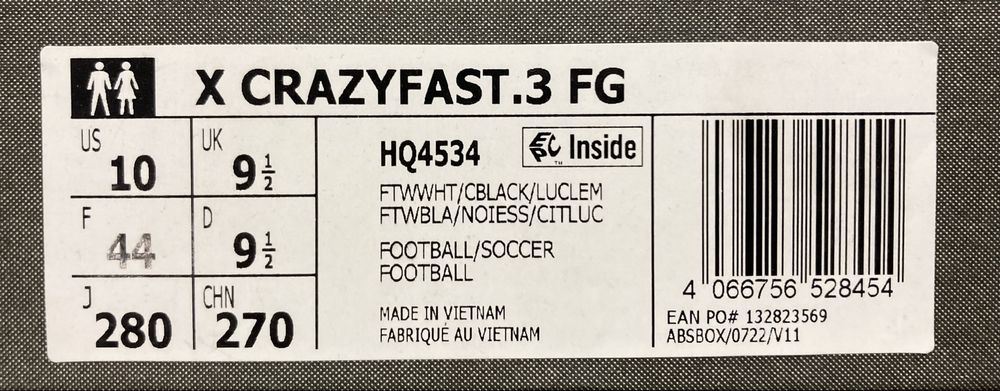 X CRAZYFAST.3 FG
US 10
UK 9 1/2
F 44
D 9 1/2
J 280
CHN 270
HQ4534
EPC Inside
TM
FTWWHT/CBLACK/LUCLEM
FTWBLA/NOIESS/CITLUC
FOOTBALL/SOCCER
FOOTBALL
MADE IN VIETNAM
FABRIQUÉ AU VIETNAM
4 066756 528454
EAN PO# 132823569
ABSBOX/0722/V11